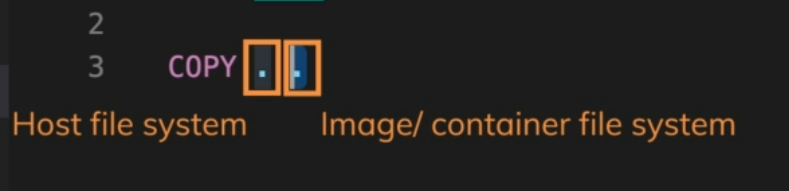 2
3 COPY . .
Host file system Image/ container file system